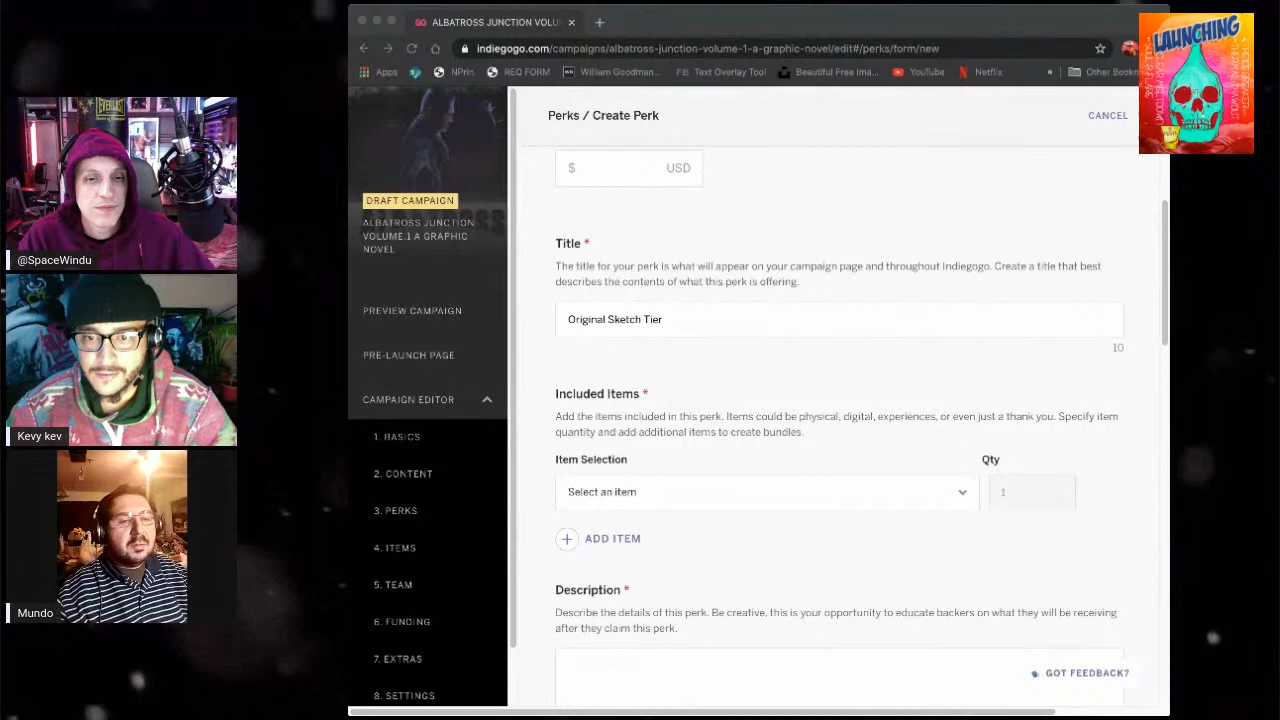 ALBATROSS JUNCTION VOLU
indiegogo.com/campaigns/albatross-junction-volume-1-a-graphic-novel/edit#/perks/form/new
Apps
NPrin
REQ FORM
William Goodman...
Text Overlay Tool
Beautiful Free Ima...
YouTube
Netflix
»
Other Bookm
LAUNCHING
EVERLAST
@SpaceWindu
Kevy kev
Mundo
DRAFT CAMPAIGN
ALBATROSS JUNCTION
VOLUME.1 A GRAPHIC
NOVEL
PREVIEW CAMPAIGN
PRE-LAUNCH PAGE
CAMPAIGN EDITOR
1. BASICS
2. CONTENT
3. PERKS
4. ITEMS
5. TEAM
6. FUNDING
7. EXTRAS
8. SETTINGS
Perks / Create Perk
CANCEL
$ USD
Title *
The title for your perk is what will appear on your campaign page and throughout Indiegogo. Create a title that best
describes the contents of what this perk is offering.
Original Sketch Tier
10
Included Items *
Add the items included in this perk. Items could be physical, digital, experiences, or even just a thank you. Specify item
quantity and add additional items to create bundles.
Item Selection
Qty
Select an item
1
ADD ITEM
Description *
Describe the details of this perk. Be creative, this is your opportunity to educate backers on what they will be receiving
after they claim this perk.
GOT FEEDBACK?